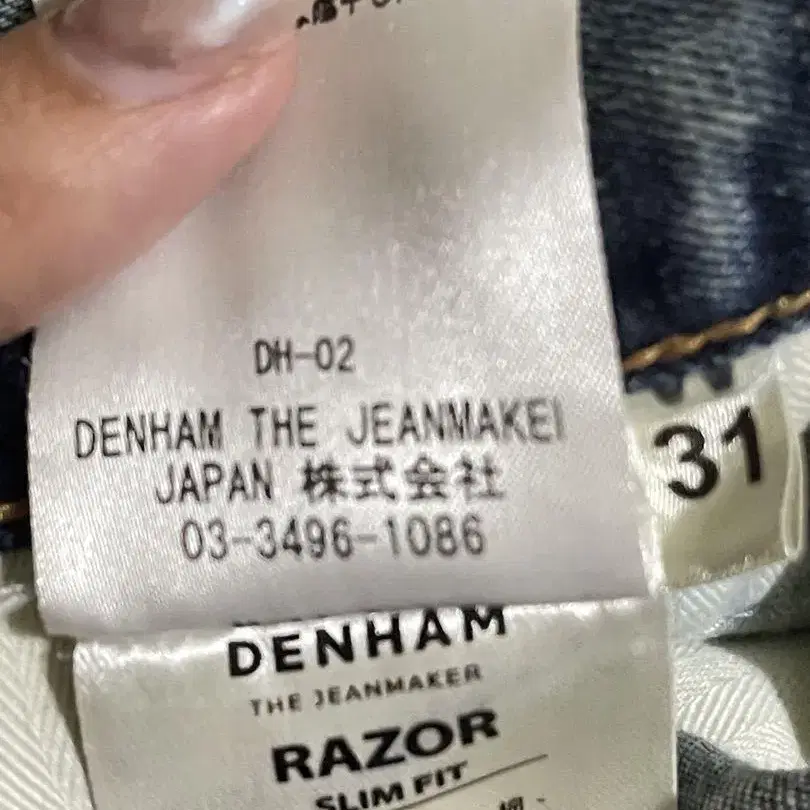 DH-02
DENHAM THE JEANMAKEI
JAPAN 株式会社
03-3496-1086
31
DENHAM
THE JEANMAKER
RAZOR
SLIM FIT